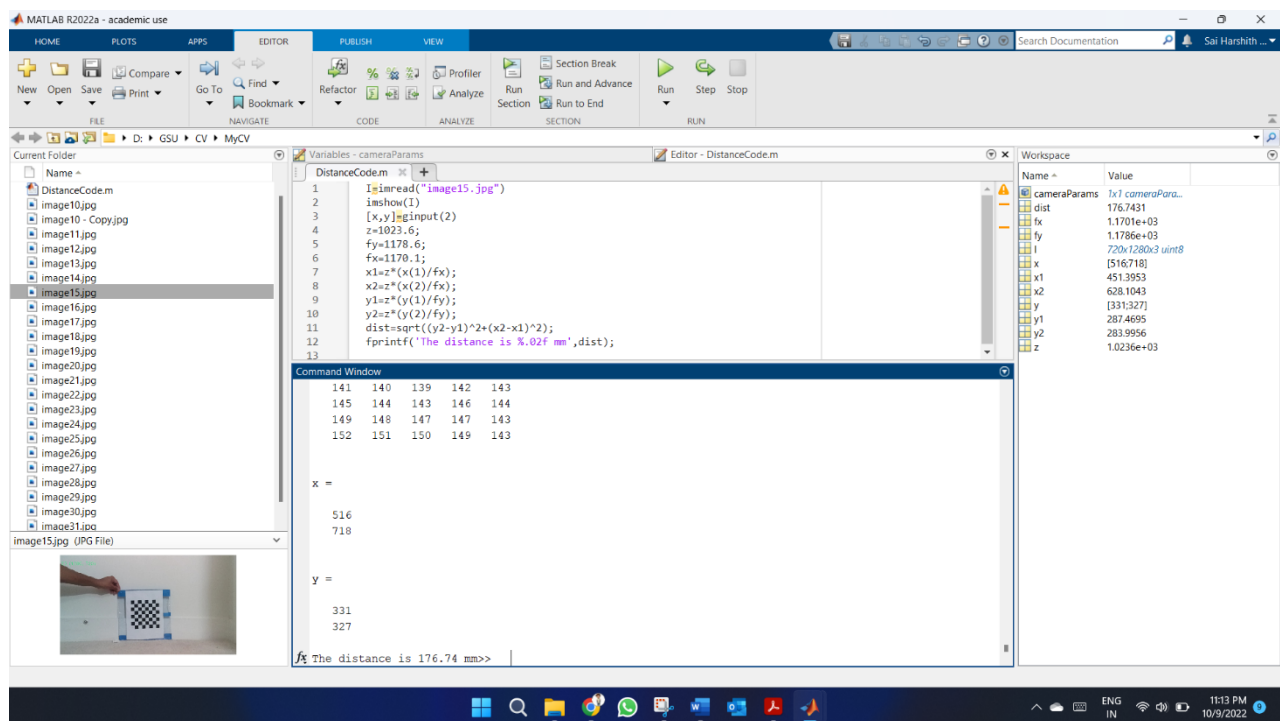 MATLAB R2022a - academic use
HOME PLOTS APPS EDITOR PUBLISH VIEW Search Documentation Sai Harshith ...
New Open Save Compare Print Go To Find Bookmark Refactor Profiler Analyze Run Section Section Break Run and Advance Run to End Run Step Stop
FILE NAVIGATE CODE ANALYZE SECTION RUN
D: GSU CV MyCV
Current Folder
Name
DistanceCode.m
image10.jpg
image10 - Copy.jpg
image11.jpg
image12.jpg
image13.jpg
image14.jpg
image15.jpg
image16.jpg
image17.jpg
image18.jpg
image19.jpg
image20.jpg
image21.jpg
image22.jpg
image23.jpg
image24.jpg
image25.jpg
image26.jpg
image27.jpg
image28.jpg
image29.jpg
image30.jpg
image31.jpg
image15.jpg (JPG File)
Variables - cameraParams
Editor - DistanceCode.m
DistanceCode.m
1 I=imread("image15.jpg")
2 imshow(I)
3 [x,y]=ginput(2)
4 z=1023.6;
5 fy=1178.6;
6 fx=1170.1;
7 x1=z*(x(1)/fx);
8 x2=z*(x(2)/fx);
9 y1=z*(y(1)/fy);
10 y2=z*(y(2)/fy);
11 dist=sqrt((y2-y1)^2+(x2-x1)^2);
12 fprintf('The distance is %.02f mm',dist);
13
Command Window
141 140 139 142 143
145 144 143 146 144
149 148 147 147 143
152 151 150 149 143
x =
516
718
y =
331
327
fx The distance is 176.74 mm>>
Workspace
Name Value
cameraParams 1x1 cameraPara...
dist 176.7431
fx 1.1701e+03
fy 1.1786e+03
I 720x1280x3 uint8
x [516;718]
x1 451.3953
x2 628.1043
y [331;327]
y1 287.4695
y2 283.9956
z 1.0236e+03
ENG
IN
11:13 PM
10/9/2022
9